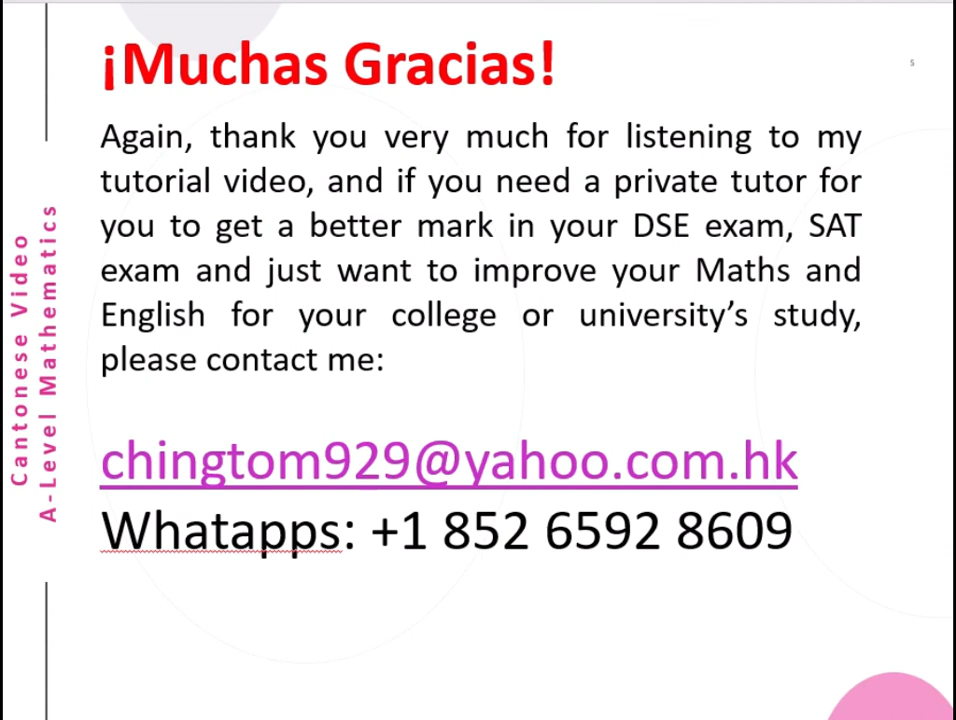 ¡Muchas Gracias!
5
Again, thank you very much for listening to my
tutorial video, and if you need a private tutor for
you to get a better mark in your DSE exam, SAT
exam and just want to improve your Maths and
English for your college or university’s study,
please contact me:
chingtom929@yahoo.com.hk
Whatapps: +1 852 6592 8609
Cantonese Video
A-Level Mathematics